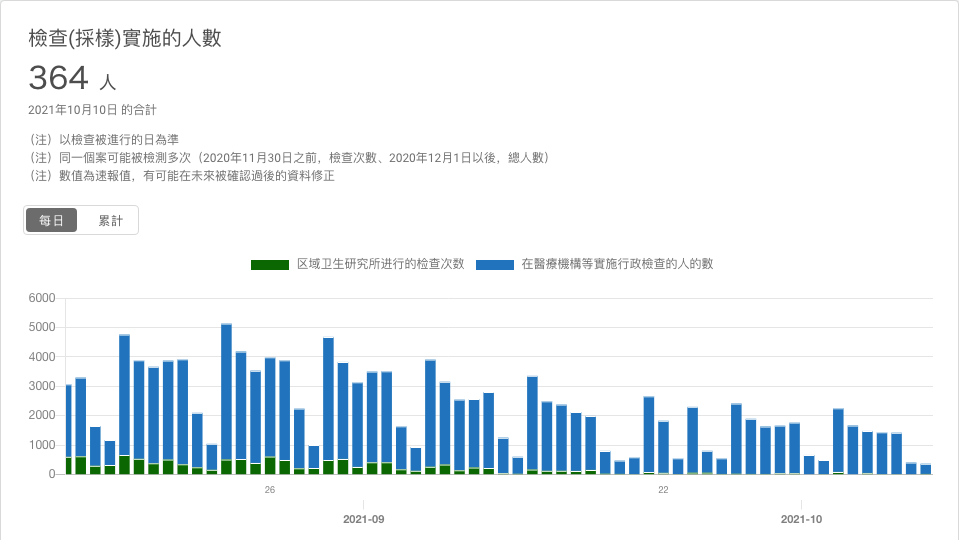 檢查(採樣)實施的人數
364 人
2021年10月10日 的合計
（注）以檢查被進行的日為準
（注）同一個案可能被檢測多次（2020年11月30日之前，檢查次數、2020年12月1日以後，總人數）
（注）數值為速報值，有可能在未來被確認過後的資料修正
每日 累計
区域卫生研究所进行的检查次数 在醫療機構等實施行政檢查的人的數
6000
5000
4000
3000
2000
1000
0
26 22
2021-09 2021-10